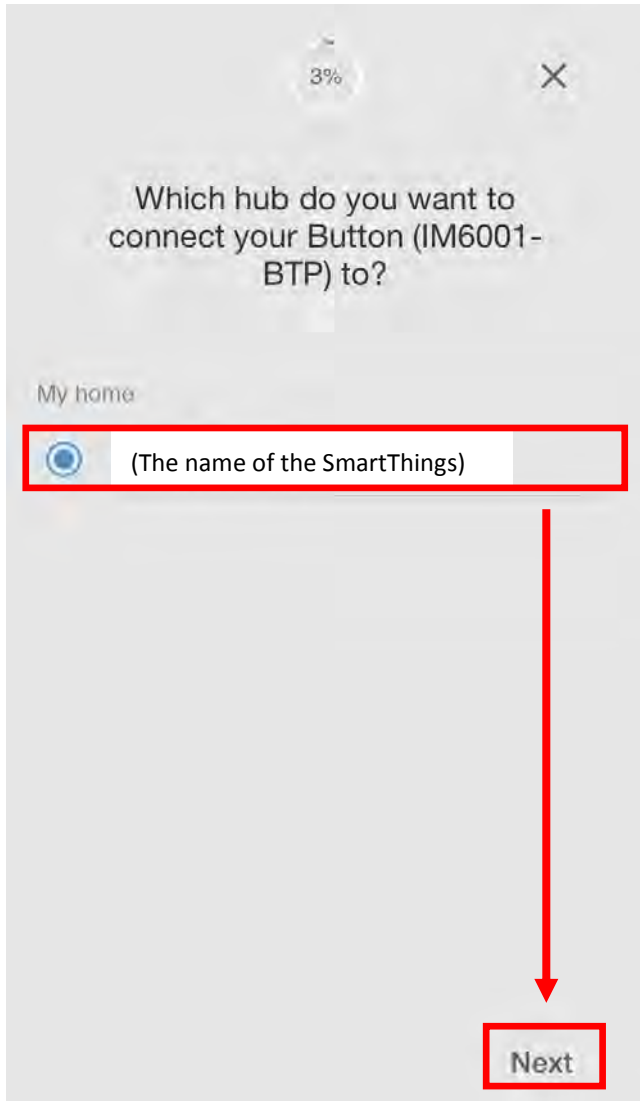 3%
Which hub do you want to
connect your Button (IM6001-
BTP) to?
My home
(The name of the SmartThings)
Next